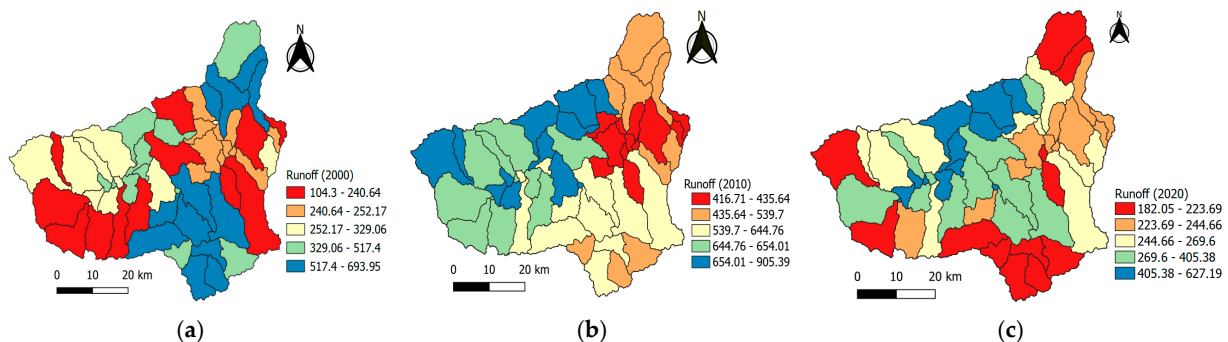 N
Runoff (2000)
104.3 - 240.64
240.64 - 252.17
252.17 - 329.06
329.06 - 517.4
517.4 - 693.95
0 10 20 km
(a)
N
Runoff (2010)
416.71 - 435.64
435.64 - 539.7
539.7 - 644.76
644.76 - 654.01
654.01 - 905.39
0 10 20 km
(b)
N
Runoff (2020)
182.05 - 223.69
223.69 - 244.66
244.66 - 269.6
269.6 - 405.38
405.38 - 627.19
0 10 20 km
(c)